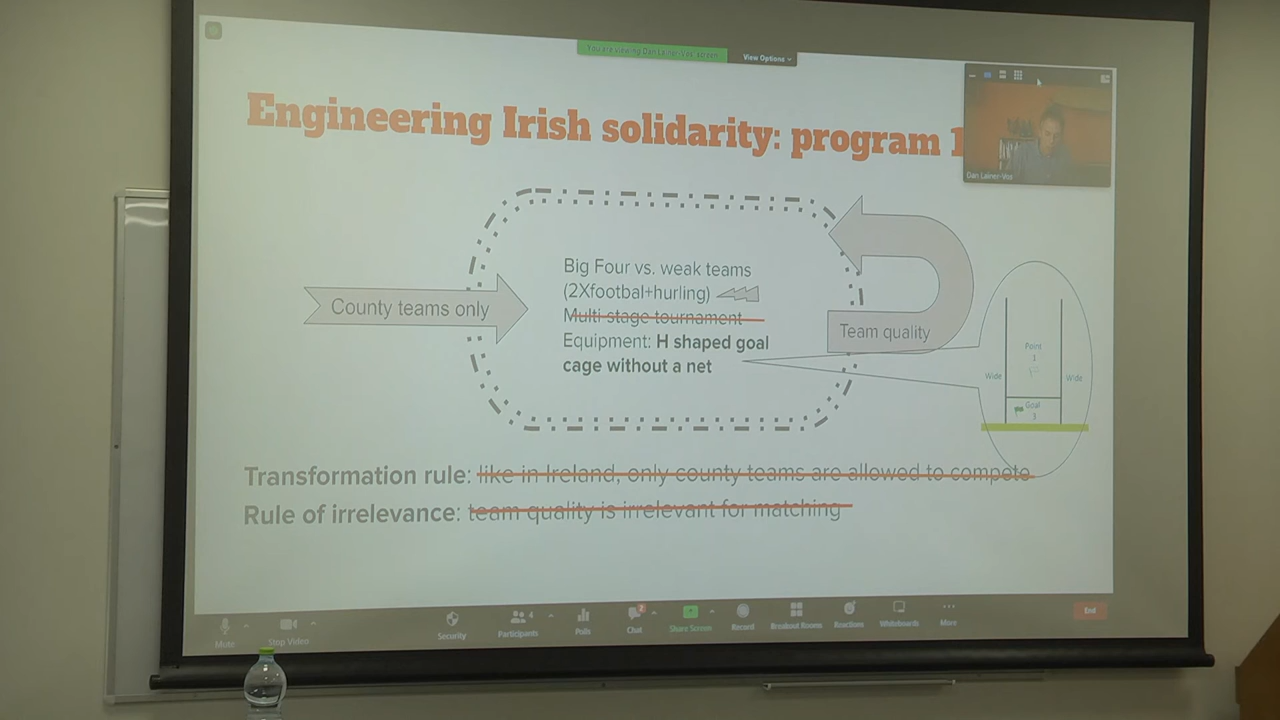 You are viewing Dan Lainer-Vos' screen
View Options
Engineering Irish solidarity: program 1
Dan Lainer-Vos
Big Four vs. weak teams
(2Xfootbal+hurling)
County teams only
Multi stage tournament
Equipment: H shaped goal
cage without a net
Team quality
Point
1
Wide
Wide
Goal
3
Transformation rule: like in Ireland, only county teams are allowed to compete
Rule of irrelevance: team quality is irrelevant for matching
Mute
Stop Video
Security
Participants
4
Polls
Chat
2
Share Screen
Record
Breakout Rooms
Reactions
Whiteboards
More
End